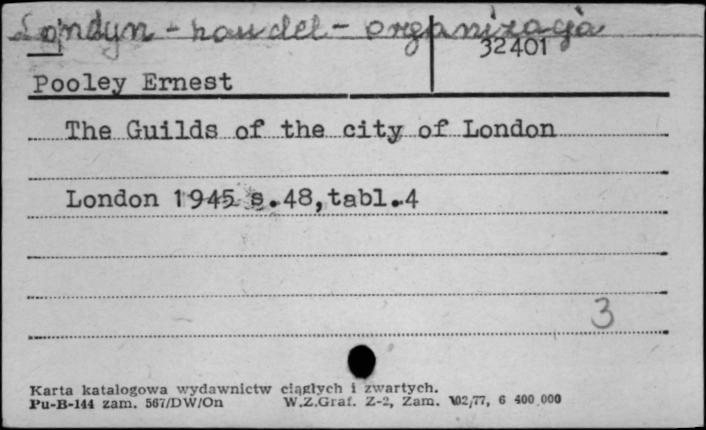 Londyn - handel - organizacja
32401
Pooley Ernest
The Guilds of the city of London
London 1945 s.48,tabl.4
3
Karta katalogowa wydawnictw ciągłych i zwartych.
Pu-B-144 zam. 567/DW/On W.Z.Graf. Z-2, Zam. 102/77, 6 400 000